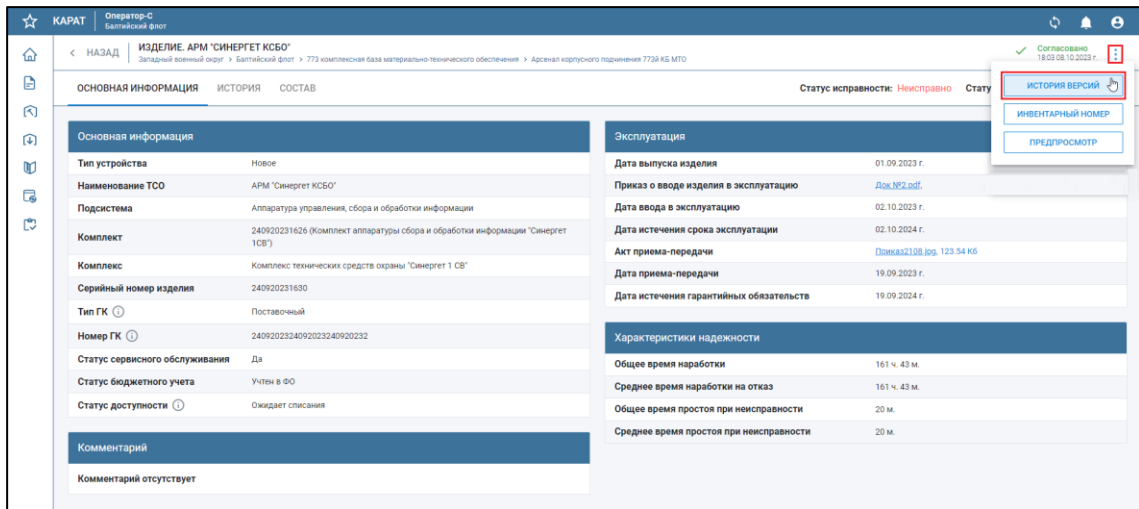 КАРАТ
Оператор-С
Балтийский флот
НАЗАД
ИЗДЕЛИЕ. АРМ "СИНЕРГЕТ КСБО"
Западный военный округ > Балтийский флот > 773 комплексная база материально-технического обеспечения > Арсенал корпусного подчинения 773й КБ МТО
Согласовано
18:03 08.10.2023 г.
ОСНОВНАЯ ИНФОРМАЦИЯ
ИСТОРИЯ
СОСТАВ
Статус исправности: Неисправно
Стату
ИСТОРИЯ ВЕРСИЙ
ИНВЕНТАРНЫЙ НОМЕР
ПРЕДПРОСМОТР
Основная информация
Тип устройства Новое
Наименование ТСО АРМ "Синергет КСБО"
Подсистема Аппаратура управления, сбора и обработки информации
Комплект 240920231626 (Комплект аппаратуры сбора и обработки информации "Синергет
1СВ")
Комплекс Комплекс технических средств охраны "Синергет 1 СВ"
Серийный номер изделия 240920231630
Тип ГК Поставочный
Номер ГК 2409202324092023240920232
Статус сервисного обслуживания Да
Статус бюджетного учета Учтен в ФО
Статус доступности Ожидает списания
Комментарий
Комментарий отсутствует
Эксплуатация
Дата выпуска изделия 01.09.2023 г.
Приказ о вводе изделия в эксплуатацию Док №2.pdf,
Дата ввода в эксплуатацию 02.10.2023 г.
Дата истечения срока эксплуатации 02.10.2024 г.
Акт приема-передачи Приказ2108.jpg, 123.54 Кб
Дата приема-передачи 19.09.2023 г.
Дата истечения гарантийных обязательств 19.09.2024 г.
Характеристики надежности
Общее время наработки 161 ч. 43 м.
Среднее время наработки на отказ 161 ч. 43 м.
Общее время простоя при неисправности 20 м.
Среднее время простоя при неисправности 20 м.